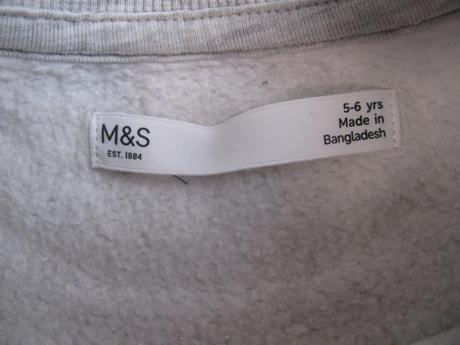 M&S
EST. 1884
5-6 yrs
Made in
Bangladesh